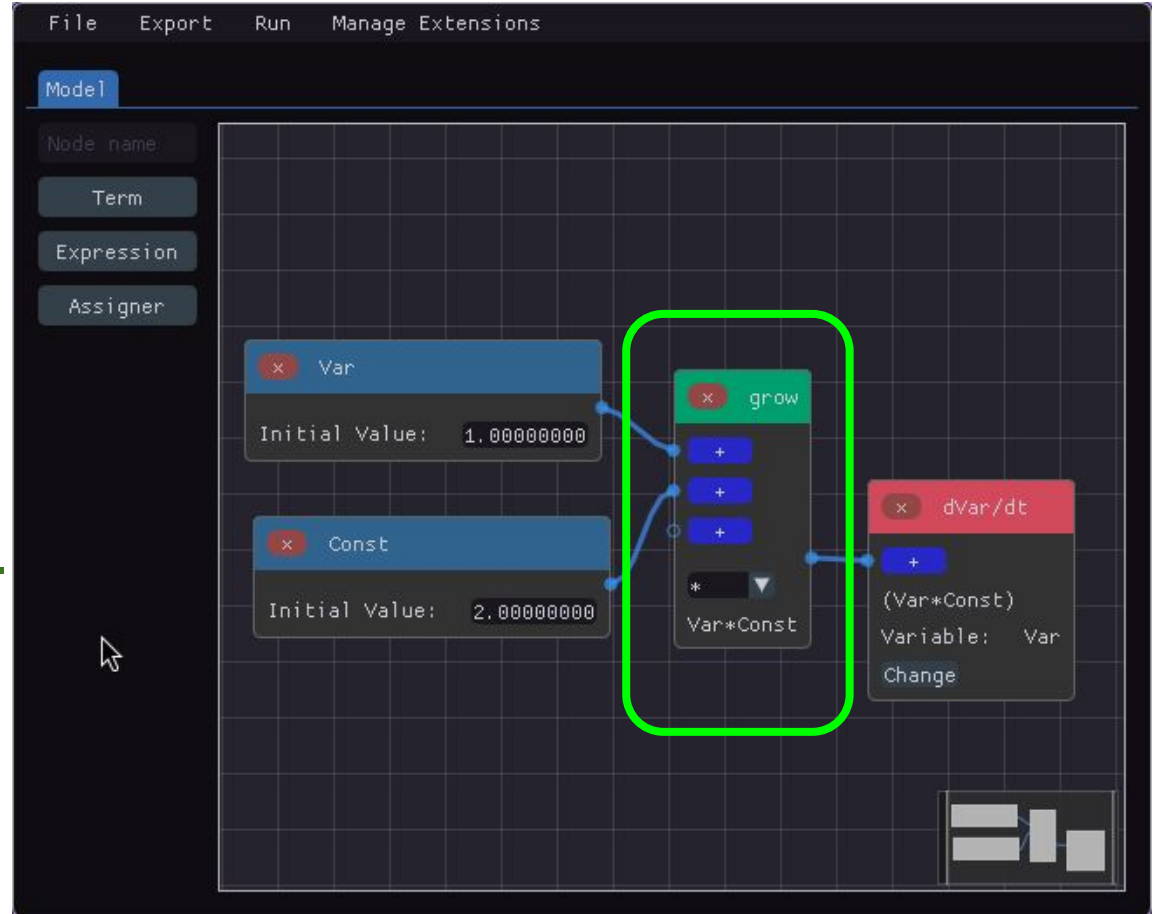 File Export Run Manage Extensions
Model
Node name
Term
Expression
Assigner
× Var
Initial Value: 1.00000000
× Const
Initial Value: 2.00000000
× grow
+
+
+
* ▼
Var*Const
× dVar/dt
+
(Var*Const)
Variable: Var
Change